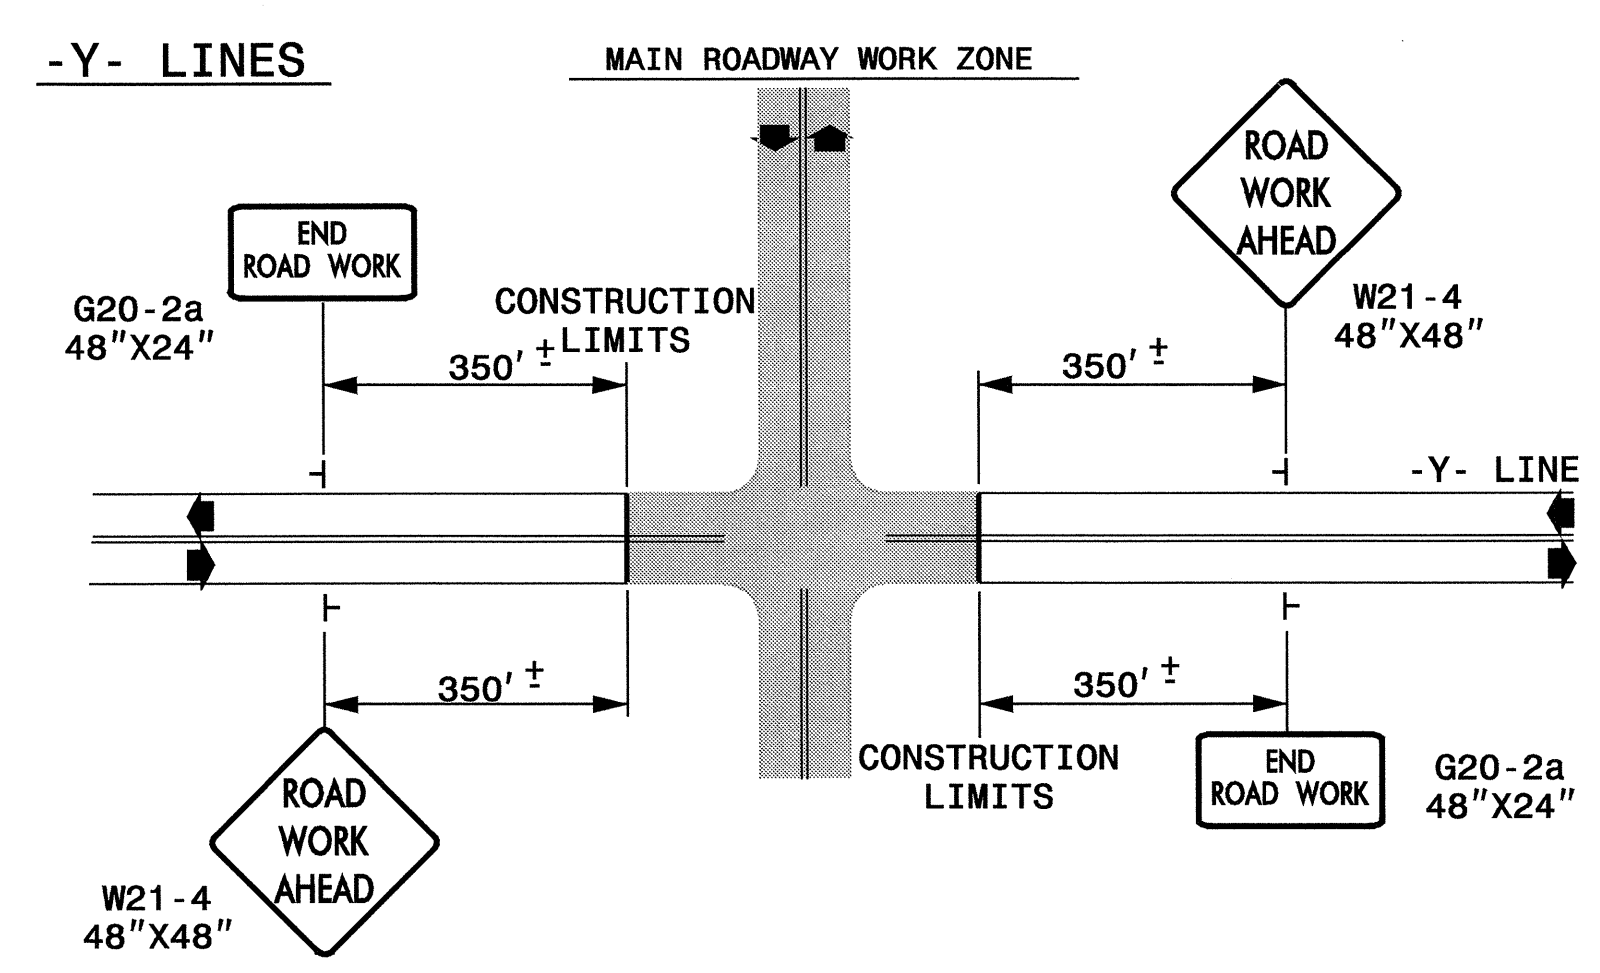 -Y- LINES
MAIN ROADWAY WORK ZONE
ROAD
WORK
AHEAD
W21-4
48"X48"
END
ROAD WORK
G20-2a
48"X24"
CONSTRUCTION
LIMITS
350' ±
350' ±
-Y- LINE
350' ±
350' ±
CONSTRUCTION
LIMITS
ROAD
WORK
AHEAD
W21-4
48"X48"
END
ROAD WORK
G20-2a
48"X24"